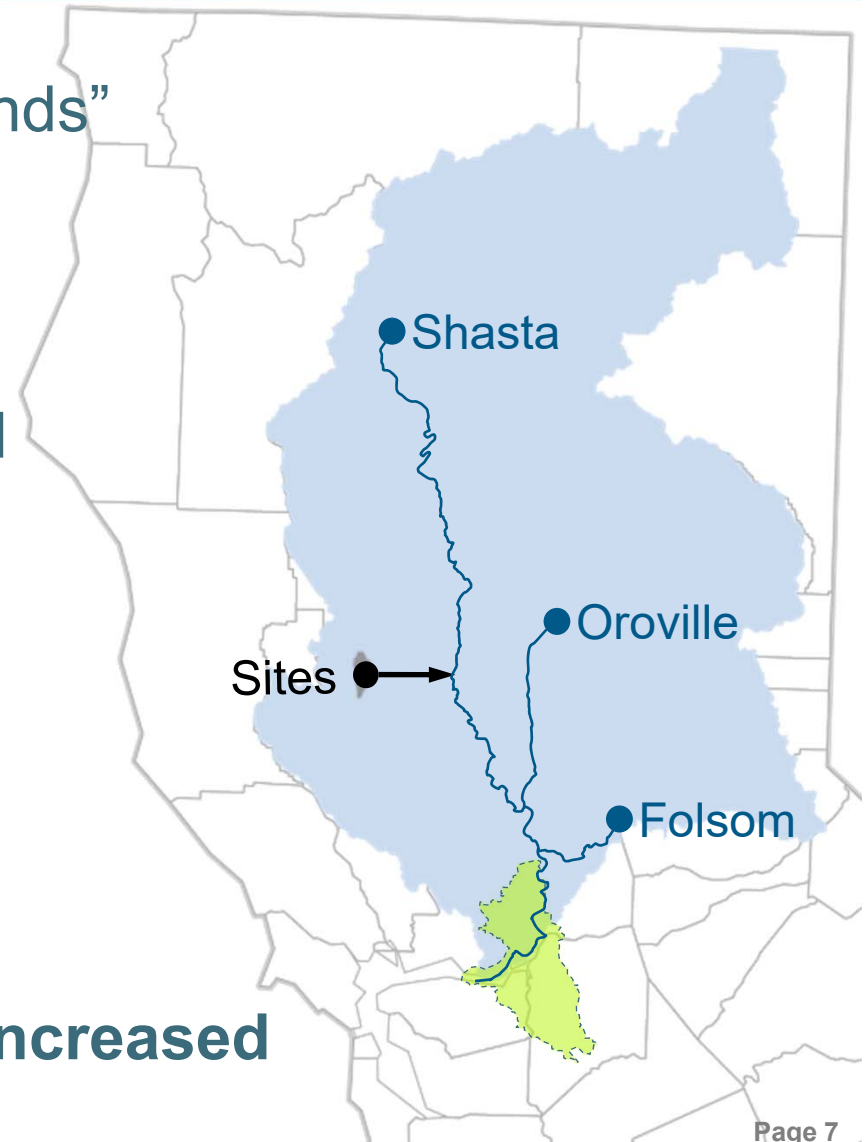 nds”
Shasta
Oroville
Sites
Folsom
ncreased
Page 7